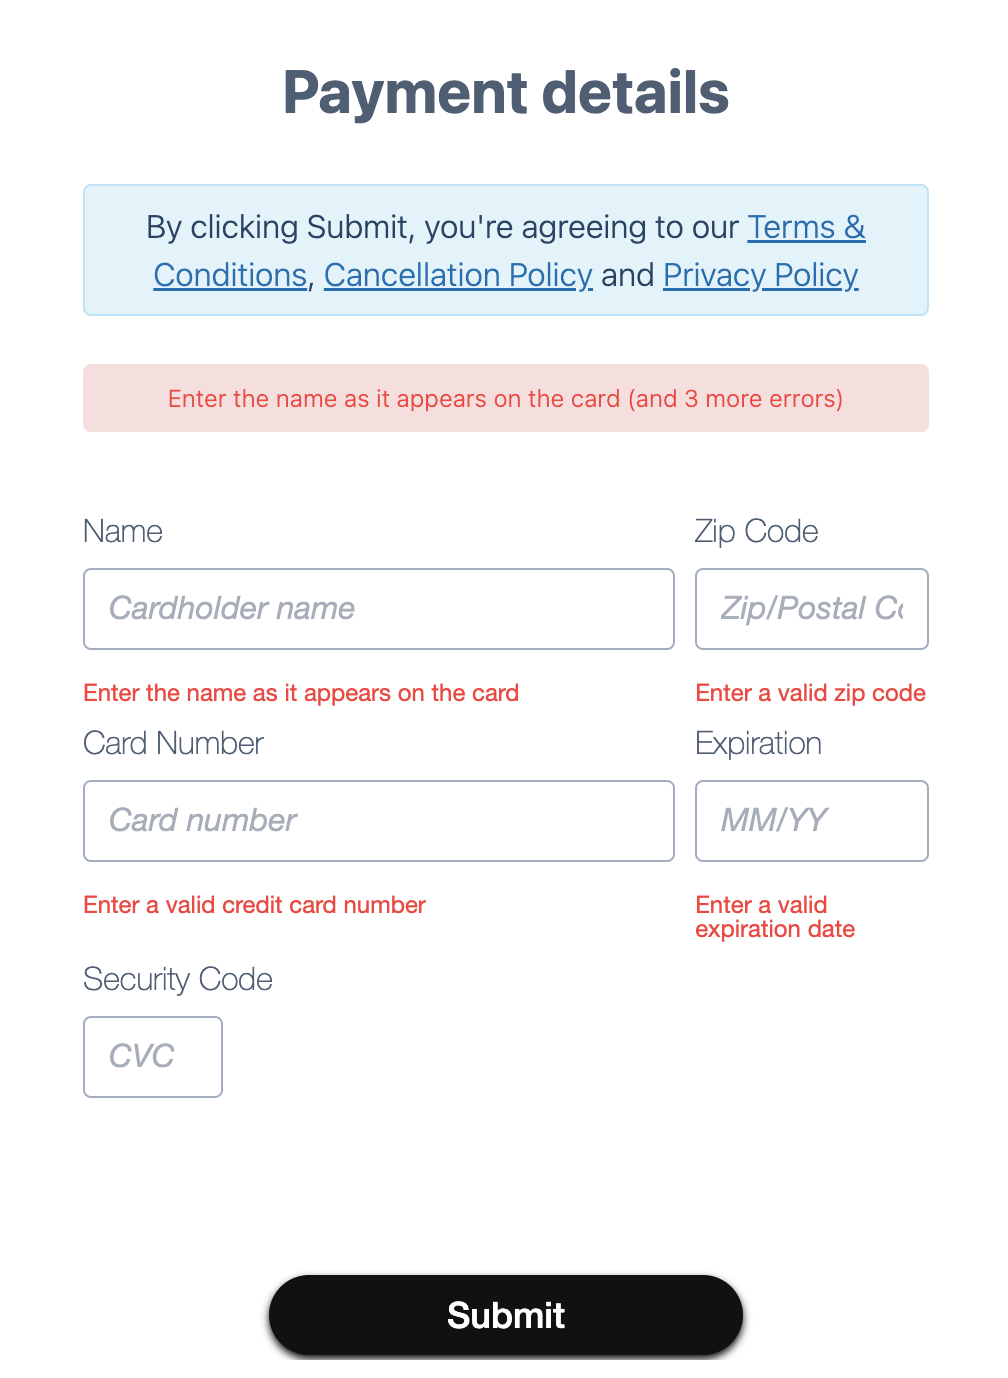 Payment details
By clicking Submit, you're agreeing to our Terms &
Conditions, Cancellation Policy and Privacy Policy
Enter the name as it appears on the card (and 3 more errors)
Name
Zip Code
Cardholder name
Zip/Postal Co
Enter the name as it appears on the card
Enter a valid zip code
Card Number
Expiration
Card number
MM/YY
Enter a valid credit card number
Enter a valid
expiration date
Security Code
CVC
Submit